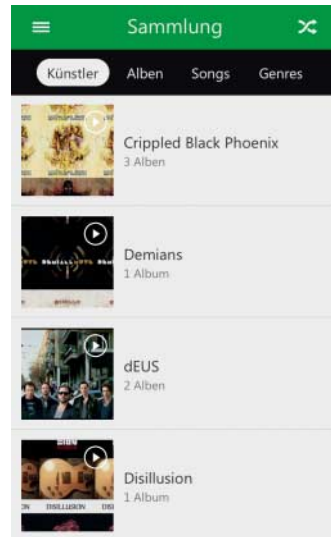 Sammlung
Künstler Alben Songs Genres
Crippled Black Phoenix
3 Alben
Demians
1 Album
dEUS
2 Alben
Disillusion
1 Album
DISILLUSION